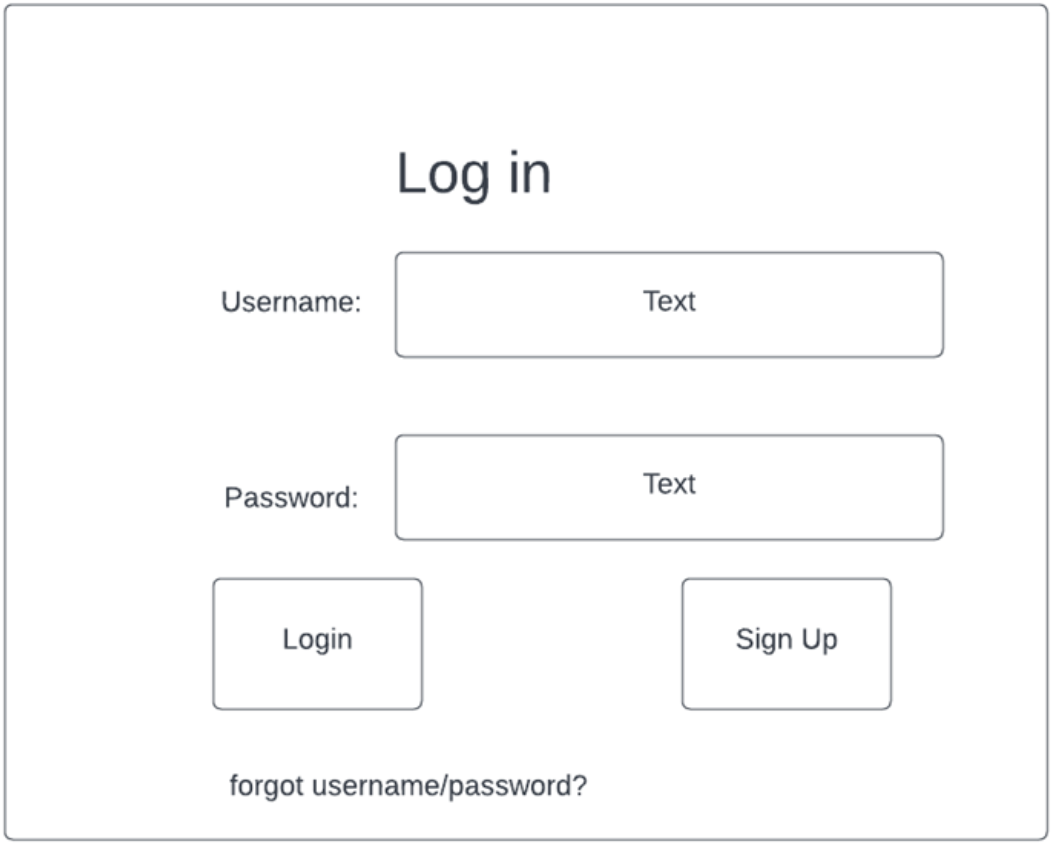 Log in
Username:
Text
Password:
Text
Login
Sign Up
forgot username/password?